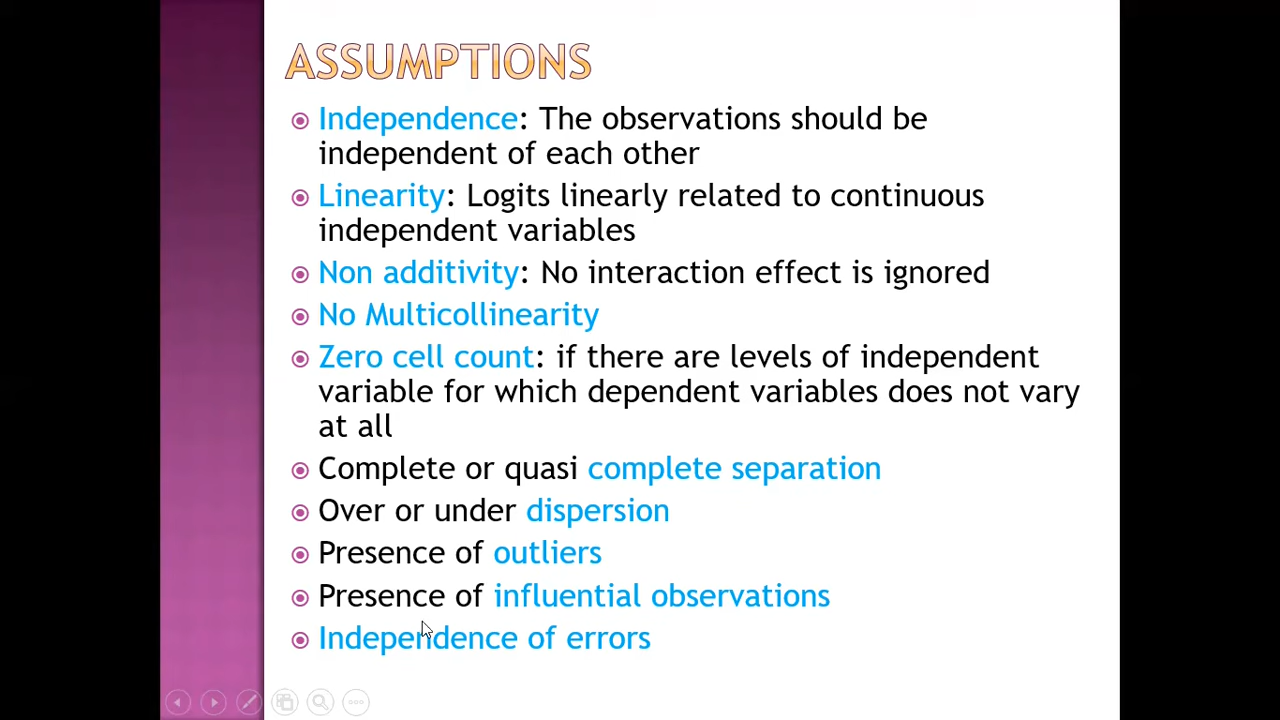 ASSUMPTIONS
Independence: The observations should be
independent of each other
Linearity: Logits linearly related to continuous
independent variables
Non additivity: No interaction effect is ignored
No Multicollinearity
Zero cell count: if there are levels of independent
variable for which dependent variables does not vary
at all
Complete or quasi complete separation
Over or under dispersion
Presence of outliers
Presence of influential observations
Independence of errors